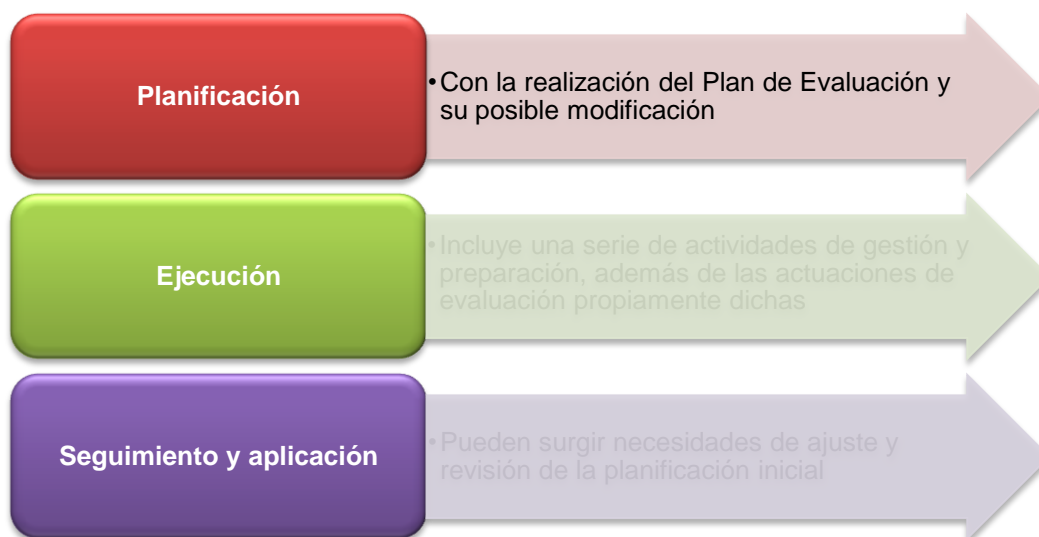 Planificación
•Con la realización del Plan de Evaluación y
su posible modificación
Ejecución
•Incluye una serie de actividades de gestión y
preparación, además de las actuaciones de
evaluación propiamente dichas
Seguimiento y aplicación
•Pueden surgir necesidades de ajuste y
revisión de la planificación inicial